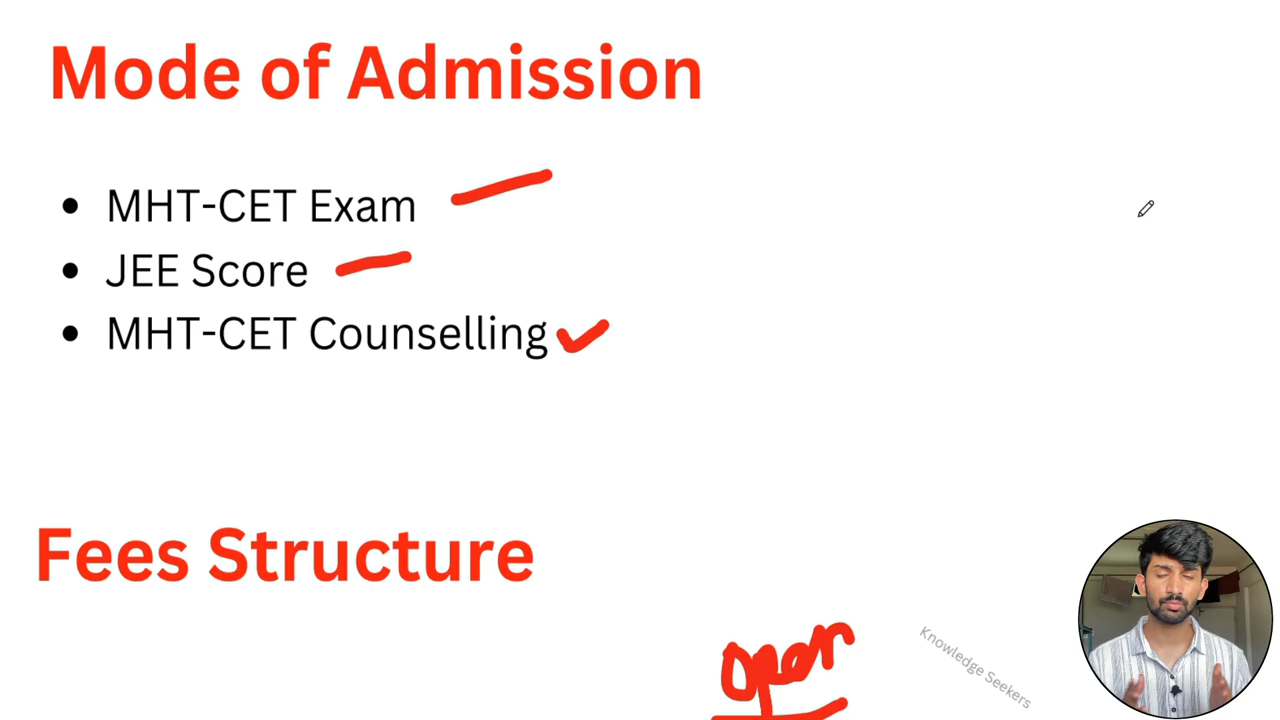 Mode of Admission
• MHT-CET Exam
• JEE Score
• MHT-CET Counselling
Fees Structure
open
Knowledge Seekers